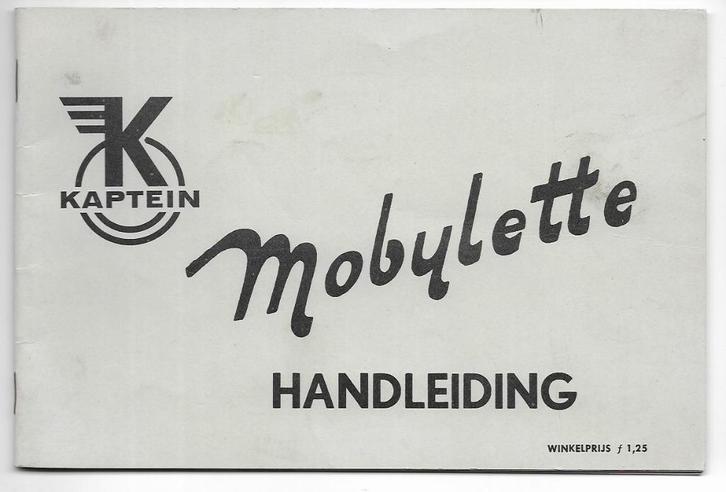 K
KAPTEIN
Mobylette
HANDLEIDING
WINKELPRIJS ƒ 1,25